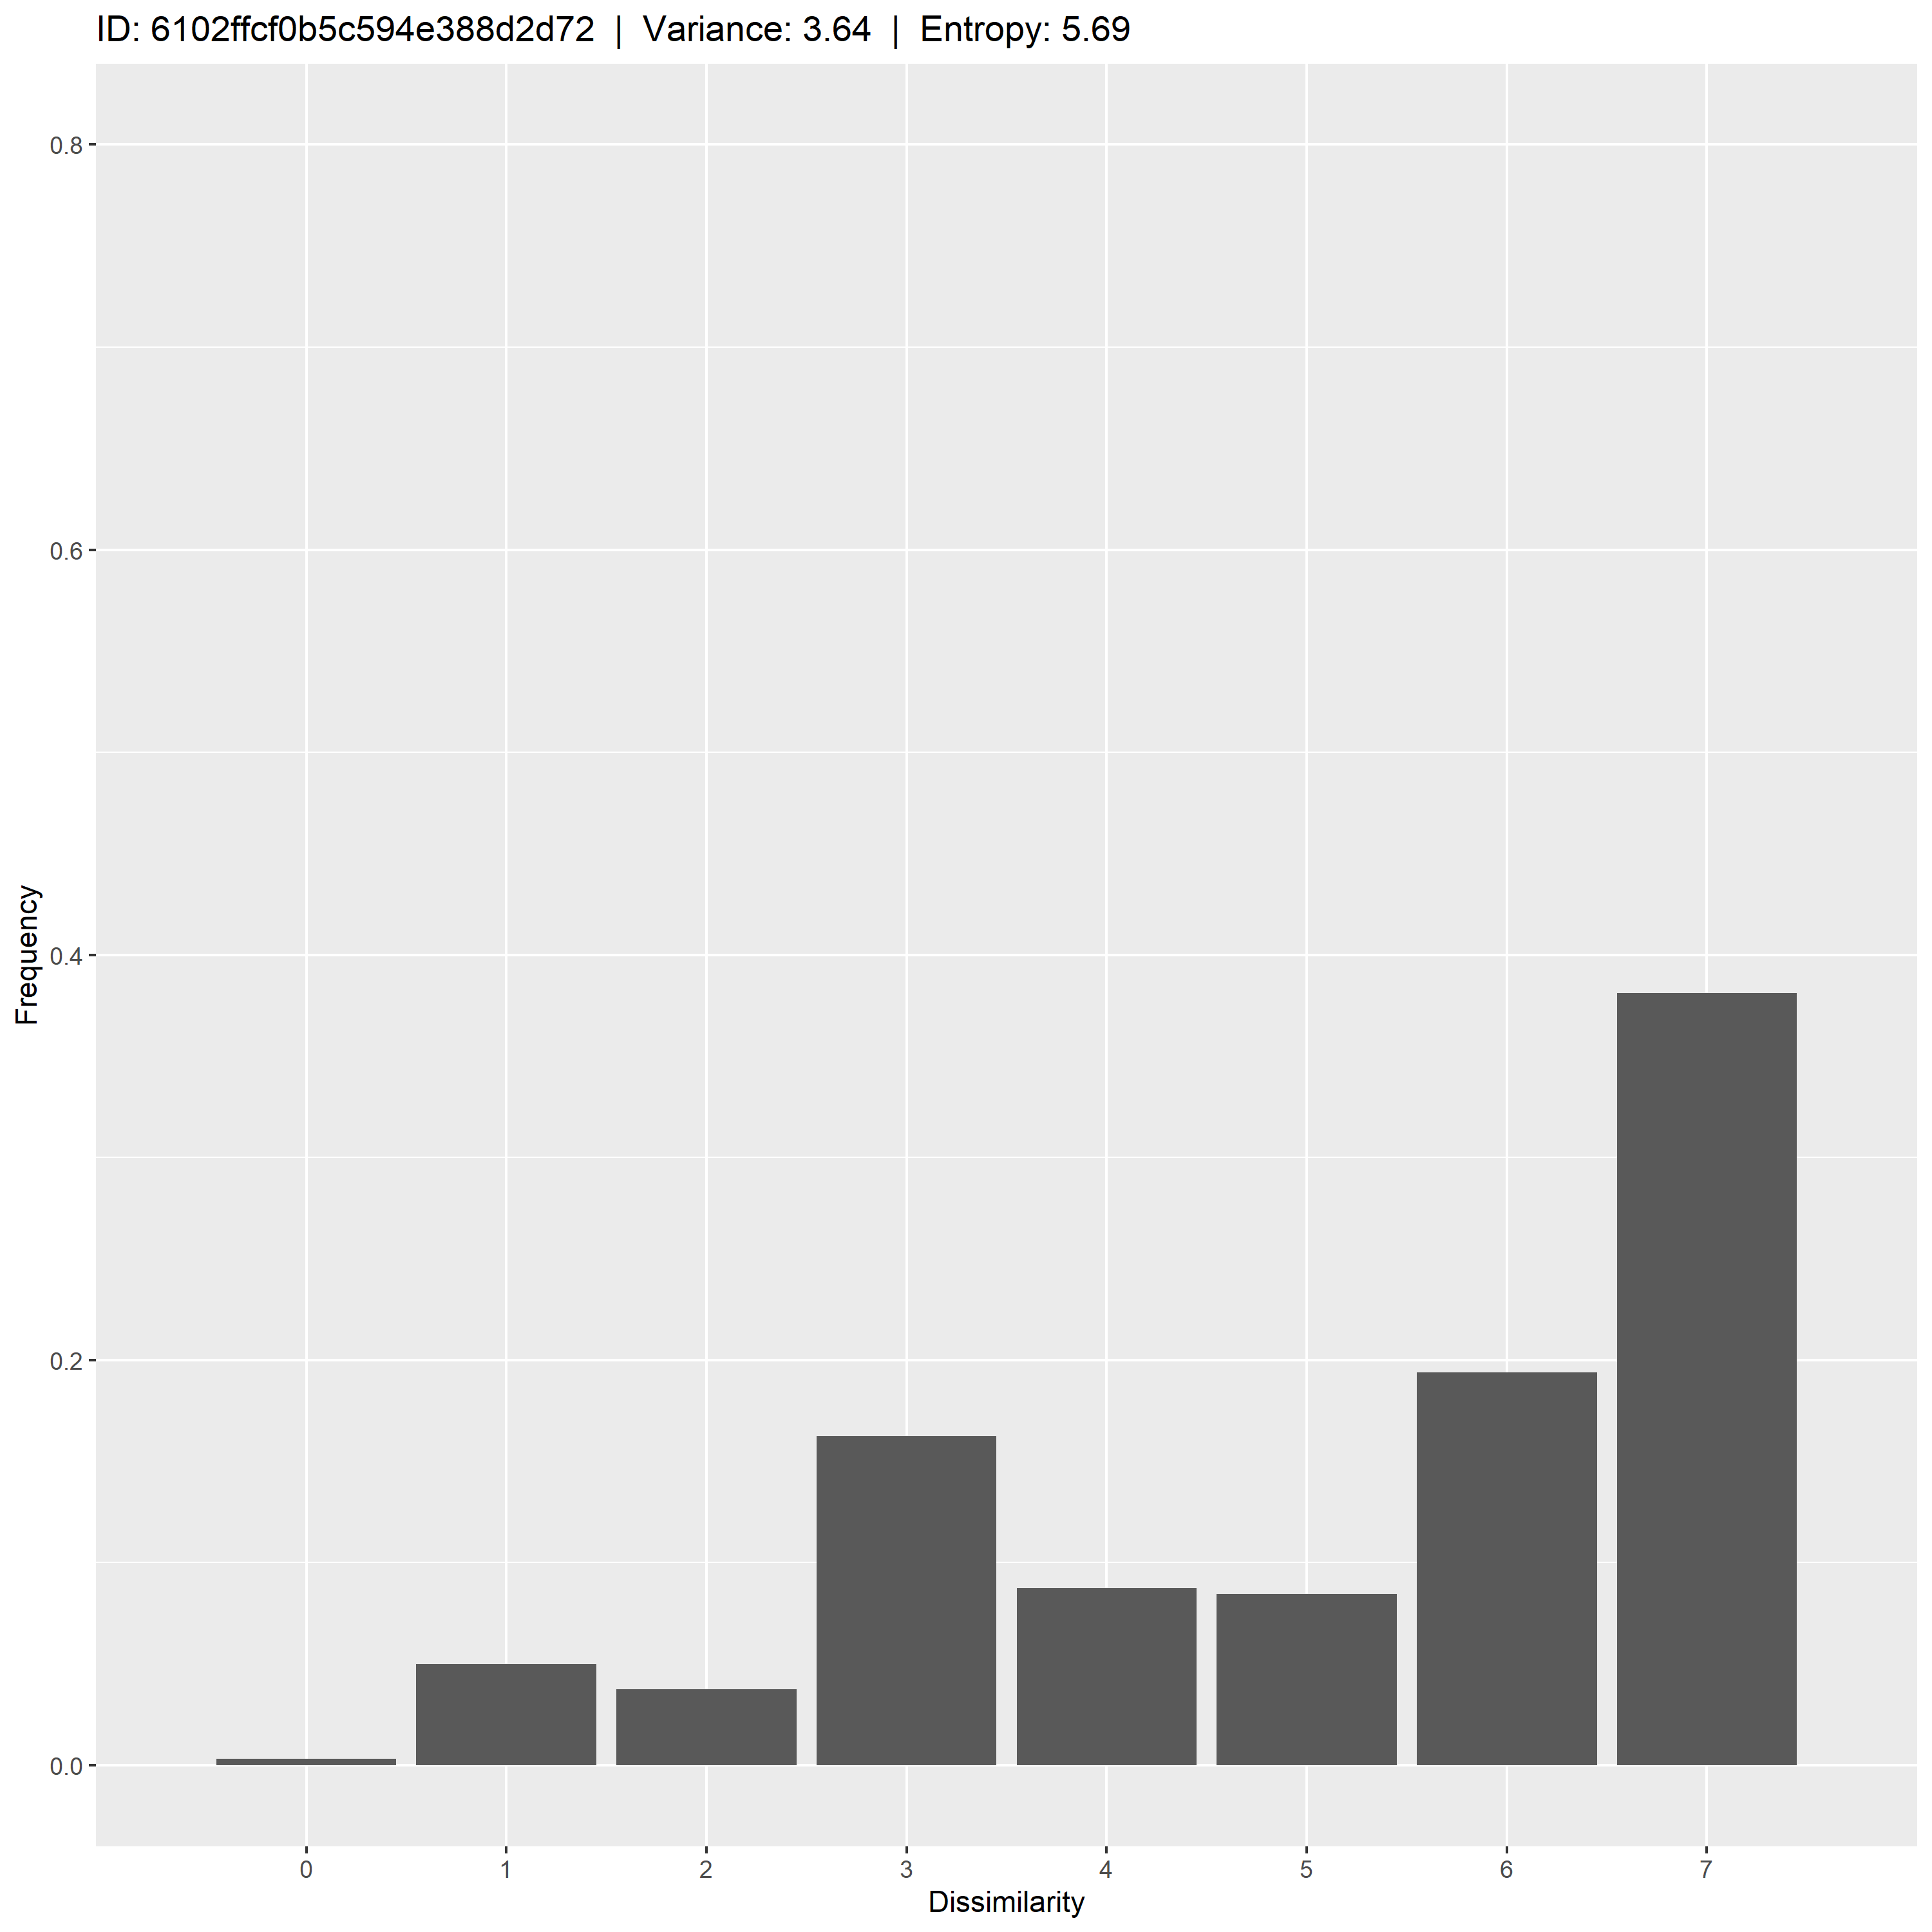 ID: 6102ffcf0b5c594e388d2d72  |  Variance: 3.64  |  Entropy: 5.69
0.8
0.6
0.4
0.2
0.0
Frequency
0 1 2 3 4 5 6 7
Dissimilarity